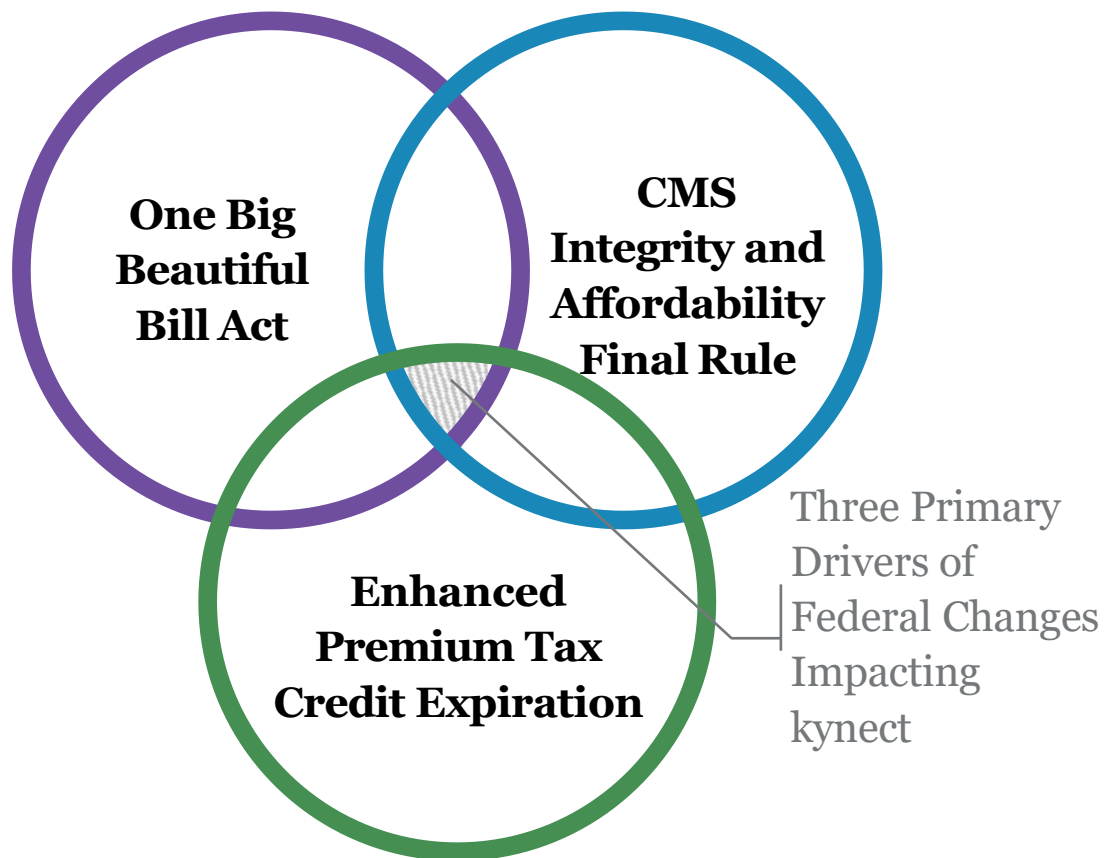 One Big
Beautiful
Bill Act
CMS
Integrity and
Affordability
Final Rule
Enhanced
Premium Tax
Credit Expiration
Three Primary
Drivers of
Federal Changes
Impacting
kynect